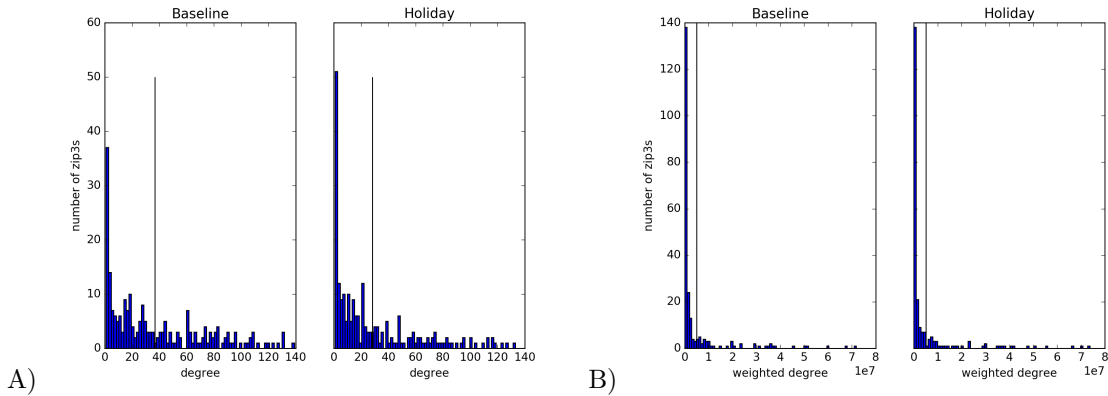 Baseline
Holiday
60
50
40
30
20
10
0
number of zip3s
0 20 40 60 80 100 120 140
0 20 40 60 80 100 120 140
degree
degree
A)
Baseline
Holiday
140
120
100
80
60
40
20
0
number of zip3s
0 1 2 3 4 5 6 7 8
0 1 2 3 4 5 6 7 8
1e7
1e7
weighted degree
weighted degree
B)